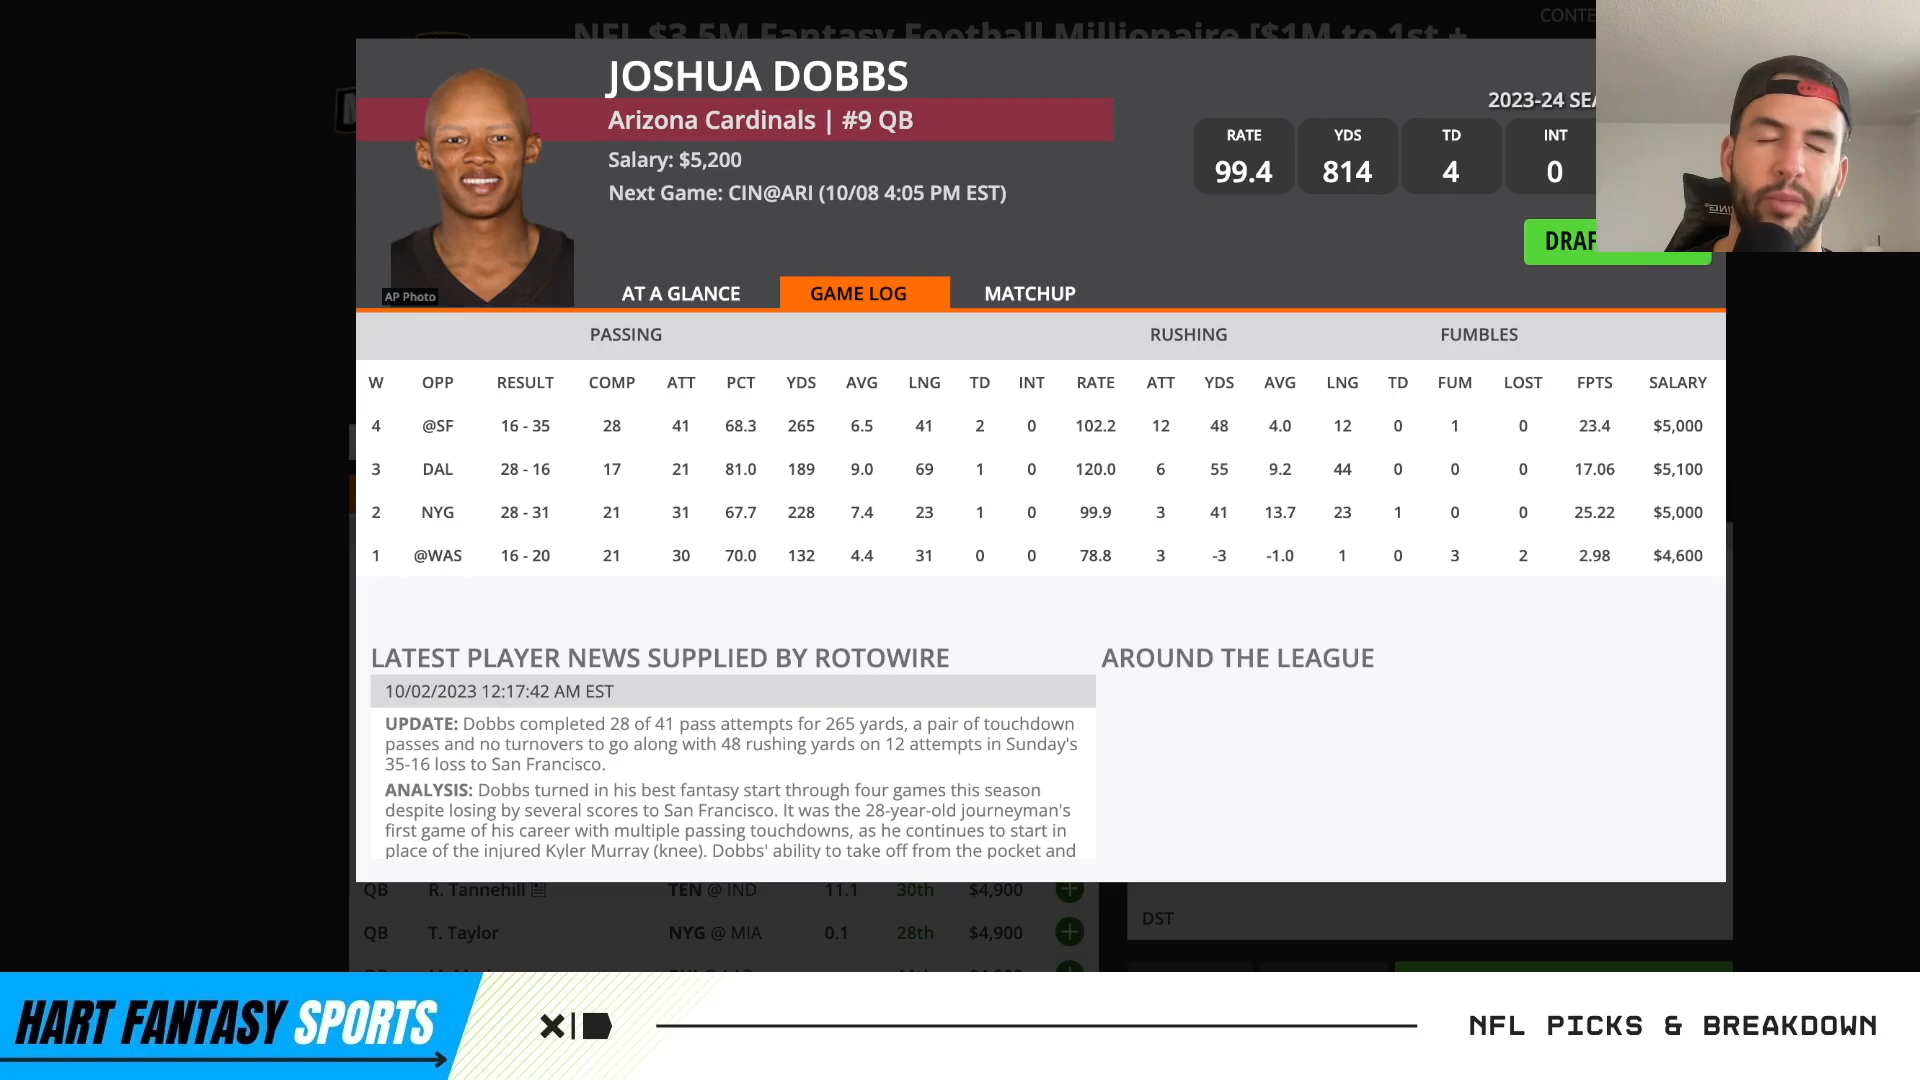 NFL $3.5M Fantasy Football Millionaire [$1M to 1st +
CONTE
JOSHUA DOBBS
Arizona Cardinals | #9 QB
Salary: $5,200
Next Game: CIN@ARI (10/08 4:05 PM EST)
2023-24 SEA
RATE YDS TD INT
99.4 814 4 0
DRAF
AP Photo
AT A GLANCE GAME LOG MATCHUP
PASSING RUSHING FUMBLES
W OPP RESULT COMP ATT PCT YDS AVG LNG TD INT RATE ATT YDS AVG LNG TD FUM LOST FPTS SALARY
4 @SF 16 - 35 28 41 68.3 265 6.5 41 2 0 102.2 12 48 4.0 12 0 1 0 23.4 $5,000
3 DAL 28 - 16 17 21 81.0 189 9.0 69 1 0 120.0 6 55 9.2 44 0 0 0 17.06 $5,100
2 NYG 28 - 31 21 31 67.7 228 7.4 23 1 0 99.9 3 41 13.7 23 1 0 0 25.22 $5,000
1 @WAS 16 - 20 21 30 70.0 132 4.4 31 0 0 78.8 3 -3 -1.0 1 0 3 2 2.98 $4,600
LATEST PLAYER NEWS SUPPLIED BY ROTOWIRE
AROUND THE LEAGUE
10/02/2023 12:17:42 AM EST
UPDATE: Dobbs completed 28 of 41 pass attempts for 265 yards, a pair of touchdown
passes and no turnovers to go along with 48 rushing yards on 12 attempts in Sunday's
35-16 loss to San Francisco.
ANALYSIS: Dobbs turned in his best fantasy start through four games this season
despite losing by several scores to San Francisco. It was the 28-year-old journeyman's
first game of his career with multiple passing touchdowns, as he continues to start in
place of the injured Kyler Murray (knee). Dobbs' ability to take off from the pocket and
QB R. Tannehill TEN @ IND 11.1 30th $4,900
DST
QB T. Taylor NYG @ MIA 0.1 28th $4,900
HART FANTASY SPORTS
NFL PICKS & BREAKDOWN